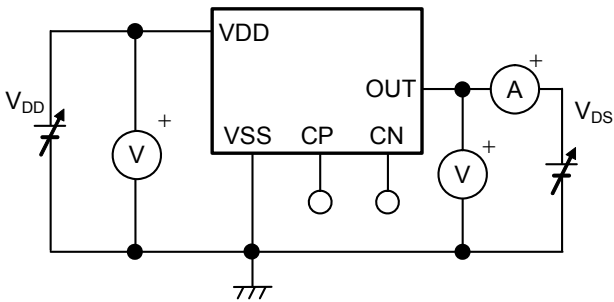 VDD
OUT
VSS CP CN
V_DD
V +
V +
A +
V_DS